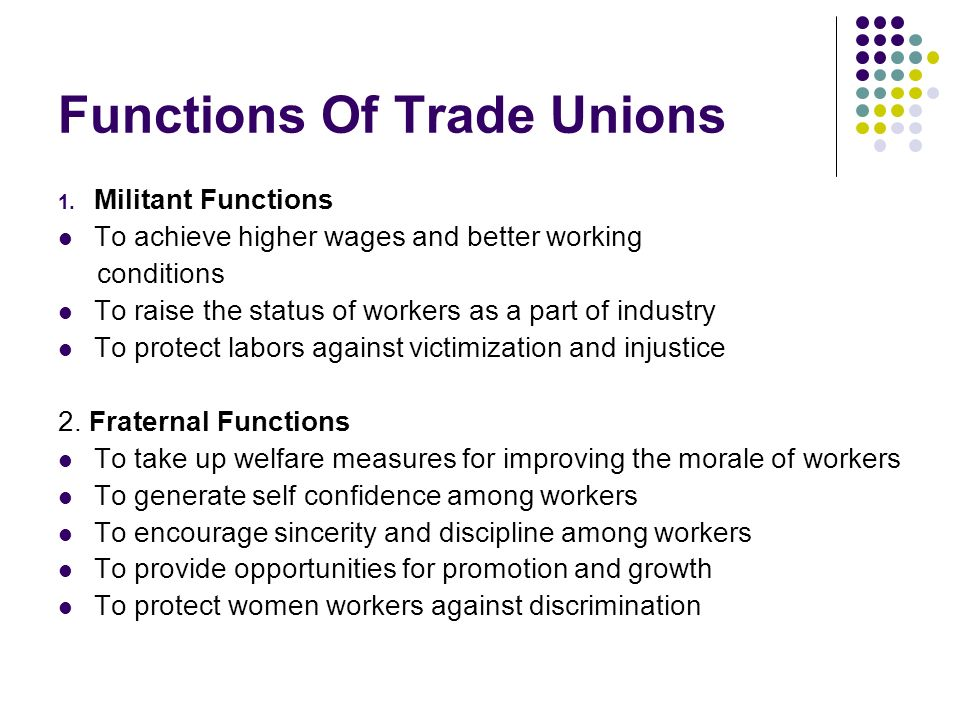 Functions Of Trade Unions
1. Militant Functions
● To achieve higher wages and better working
conditions
● To raise the status of workers as a part of industry
● To protect labors against victimization and injustice
2. Fraternal Functions
● To take up welfare measures for improving the morale of workers
● To generate self confidence among workers
● To encourage sincerity and discipline among workers
● To provide opportunities for promotion and growth
● To protect women workers against discrimination